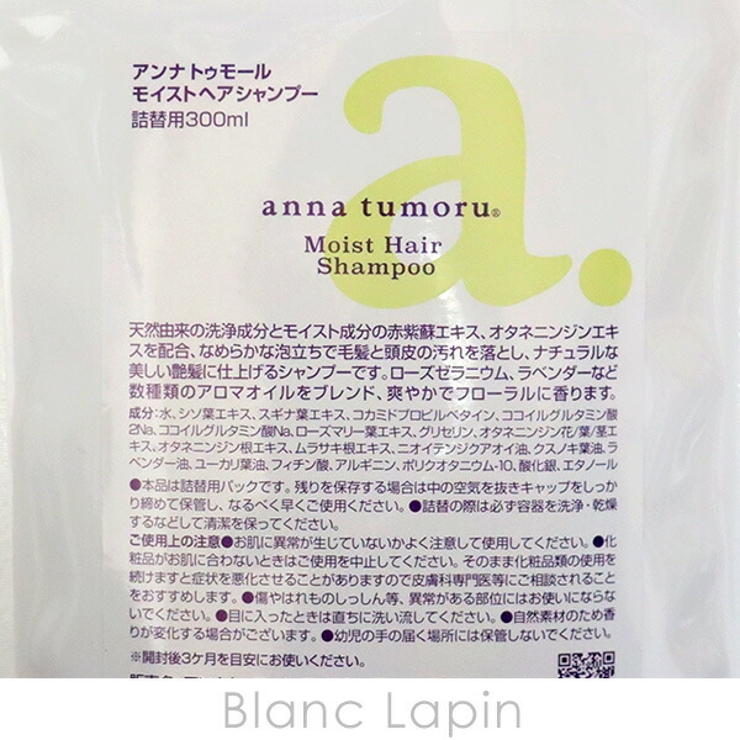 アンナ トゥモール
モイストヘアシャンプー
詰替用300ml
a.
anna tumoru®
Moist Hair
Shampoo
天然由来の洗浄成分とモイスト成分の赤紫蘇エキス、オタネニンジンエキ
スを配合、なめらかな泡立ちで毛髪と頭皮の汚れを落とし、ナチュラルな
美しい艶髪に仕上げるシャンプーです。ローズゼラニウム、ラベンダーなど
数種類のアロマオイルをブレンド、爽やかでフローラルに香ります。
成分：水、シソ葉エキス、スギナ葉エキス、コカミドプロピルベタイン、ココイルグルタミン酸
2Na、ココイルグルタミン酸Na、ローズマリー葉エキス、グリセリン、オタネニンジン花/葉/茎エ
キス、オタネニンジン根エキス、ムラサキ根エキス、ニオイテンジクアオイ油、クスノキ葉油、ラ
ベンダー油、ユーカリ葉油、フィチン酸、アルギニン、ポリクオタニウム-10、酸化銀、エタノール
●本品は詰替用パックです。残りを保存する場合は中の空気を抜きキャップをしっか
り締めて保管し、なるべく早くご使用ください。●詰替の際は必ず容器を洗浄・乾燥
するなどして清潔を保ってください。
ご使用上の注意●お肌に異常が生じていないかよく注意して使用してください。●化
粧品がお肌に合わないときはご使用を中止してください。そのまま化粧品類の使用を
続けますと症状を悪化させることがありますので皮膚科専門医等にご相談されること
をおすすめします。●傷やはれものしっしん等、異常がある部位にはお使いにならな
いでください。●目に入ったときは直ちに洗い流してください。●自然素材のため香
りが変化する場合がございます。●幼児の手の届く場所には保管しないでください。
※開封後3ケ月を目安にお使いください。
Blanc Lapin